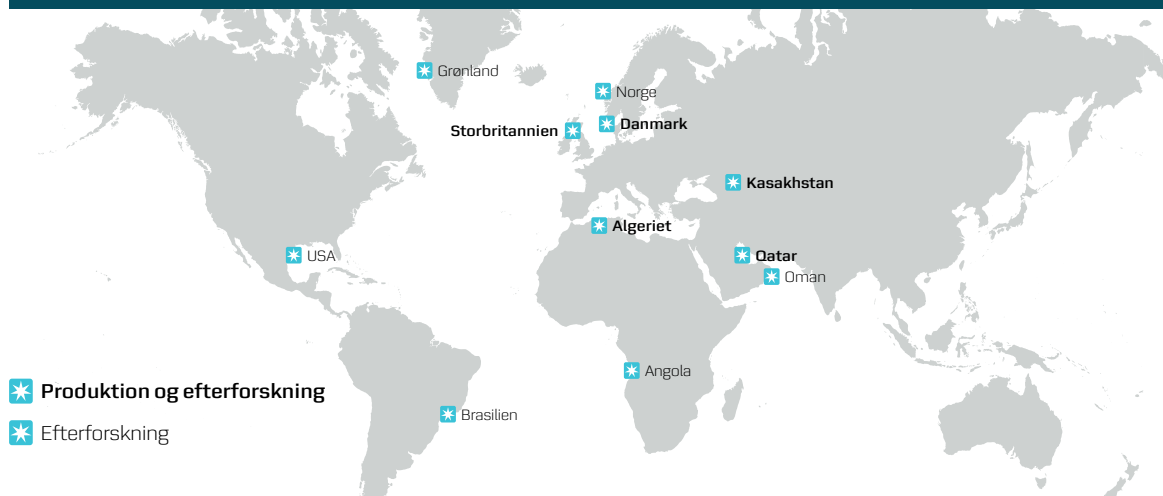 Grønland
Norge
Storbritannien
Danmark
Kasakhstan
Algeriet
USA
Qatar
Oman
Angola
Produktion og efterforskning
Brasilien
Efterforskning